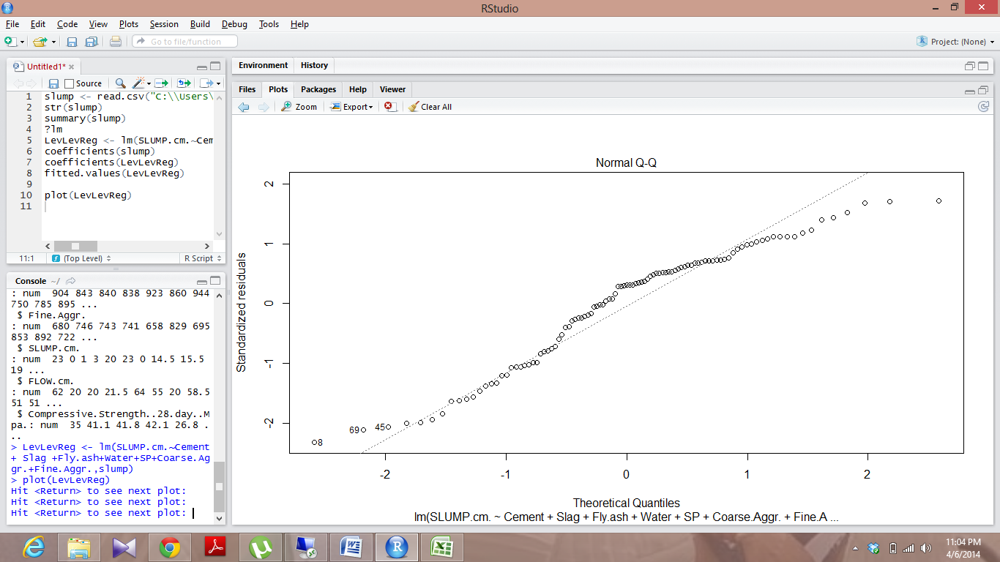 RStudio
File Edit Code View Plots Session Build Debug Tools Help
Go to file/function
Project: (None)
Untitled1*
Source
1 slump <- read.csv("C:\\Users\
2 str(slump)
3 summary(slump)
4 ?lm
5 LevLevReg <- lm(SLUMP.cm.~Cem
6 coefficients(slump)
7 coefficients(LevLevReg)
8 fitted.values(LevLevReg)
9
10 plot(LevLevReg)
11
11:1 (Top Level) R Script
Console ~/
: num 904 843 840 838 923 860 944
750 785 895 ...
$ Fine.Aggr.
: num 680 746 743 741 658 829 695
853 892 722 ...
$ SLUMP.cm.
: num 23 0 1 3 20 23 0 14.5 15.5
19 ...
$ FLOW.cm.
: num 62 20 20 21.5 64 55 20 58.5
51 51 ...
$ Compressive.Strength..28.day..M
pa.: num 35 41.1 41.8 42.1 26.8 .
..
> LevLevReg <- lm(SLUMP.cm.~Cement
+ Slag +Fly.ash+Water+SP+Coarse.Ag
gr.+Fine.Aggr.,slump)
> plot(LevLevReg)
Hit <Return> to see next plot:
Hit <Return> to see next plot:
Hit <Return> to see next plot:
Environment History
Files Plots Packages Help Viewer
Zoom Export Clear All
Normal Q-Q
Standardized residuals
2
1
0
-1
-2
8
69
45
-2 -1 0 1 2
Theoretical Quantiles
lm(SLUMP.cm. ~ Cement + Slag + Fly.ash + Water + SP + Coarse.Aggr. + Fine.A ...
11:04 PM
4/6/2014